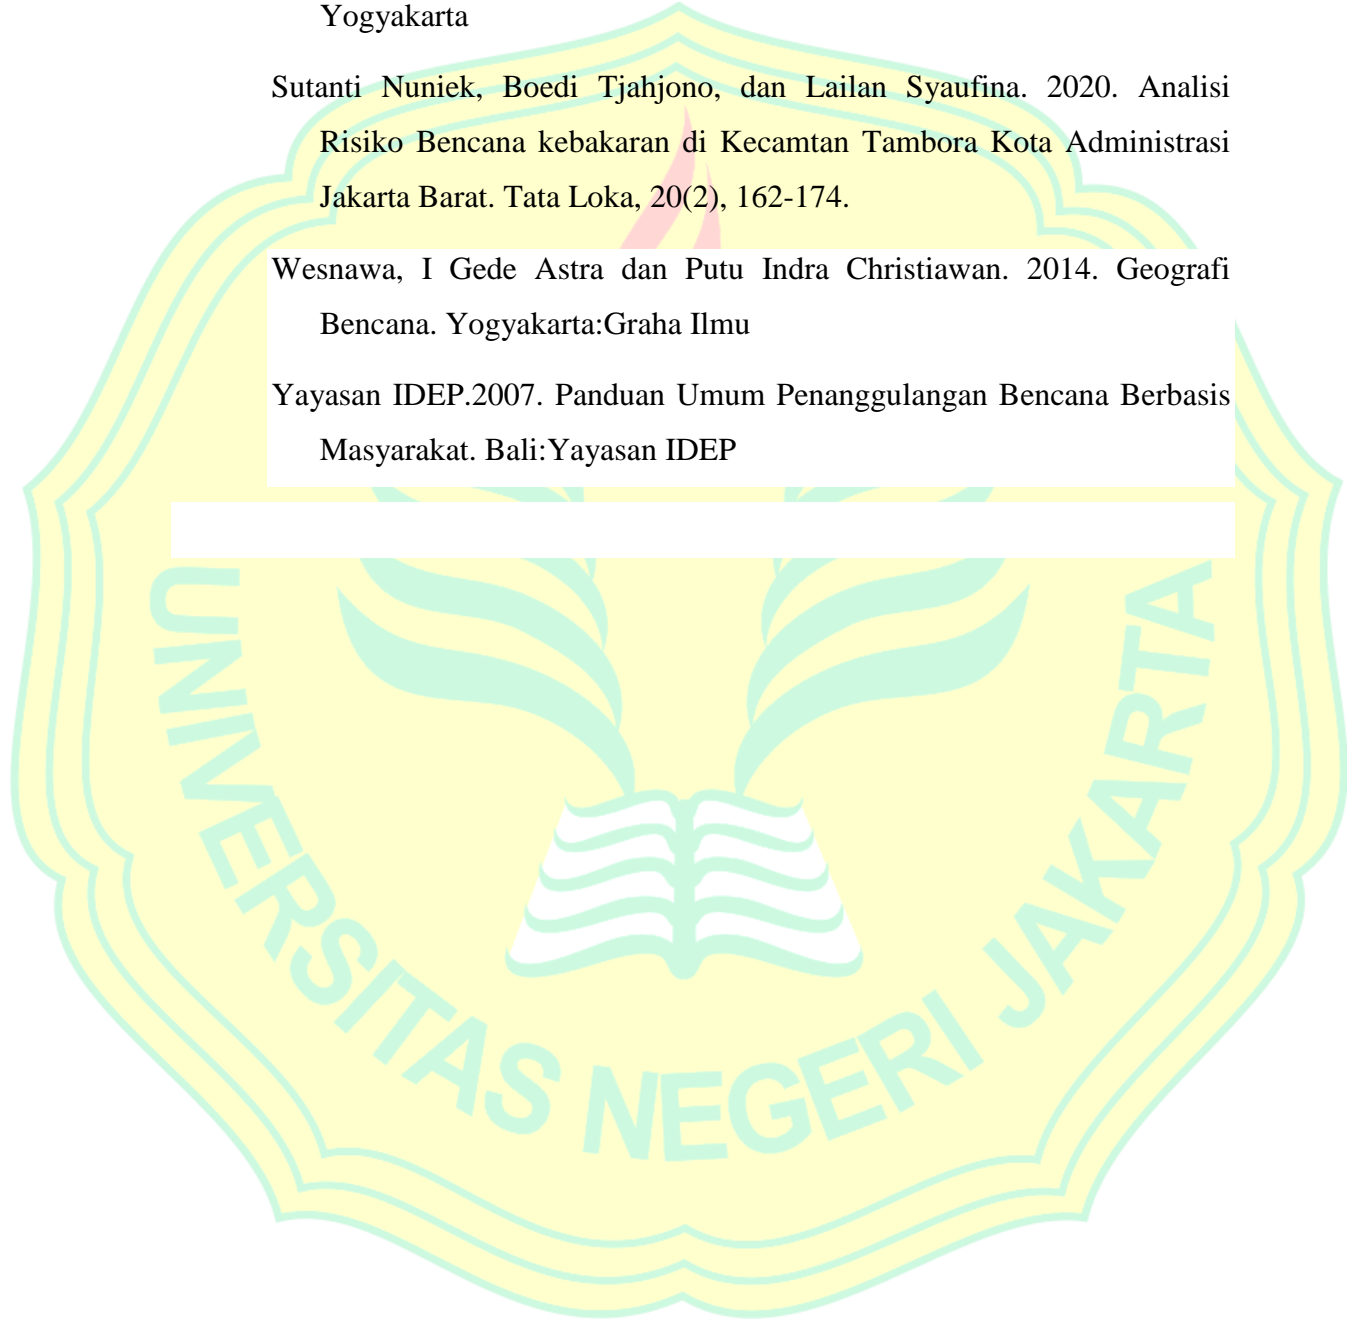 Yogyakarta
Sutanti Nuniek, Boedi Tjahjono, dan Lailan Syaufina. 2020. Analisi
Risiko Bencana kebakaran di Kecamtan Tambora Kota Administrasi
Jakarta Barat. Tata Loka, 20(2), 162-174.
Wesnawa, I Gede Astra dan Putu Indra Christiawan. 2014. Geografi
Bencana. Yogyakarta:Graha Ilmu
Yayasan IDEP.2007. Panduan Umum Penanggulangan Bencana Berbasis
Masyarakat. Bali:Yayasan IDEP
UNIVERSITAS NEGERI JAKARTA